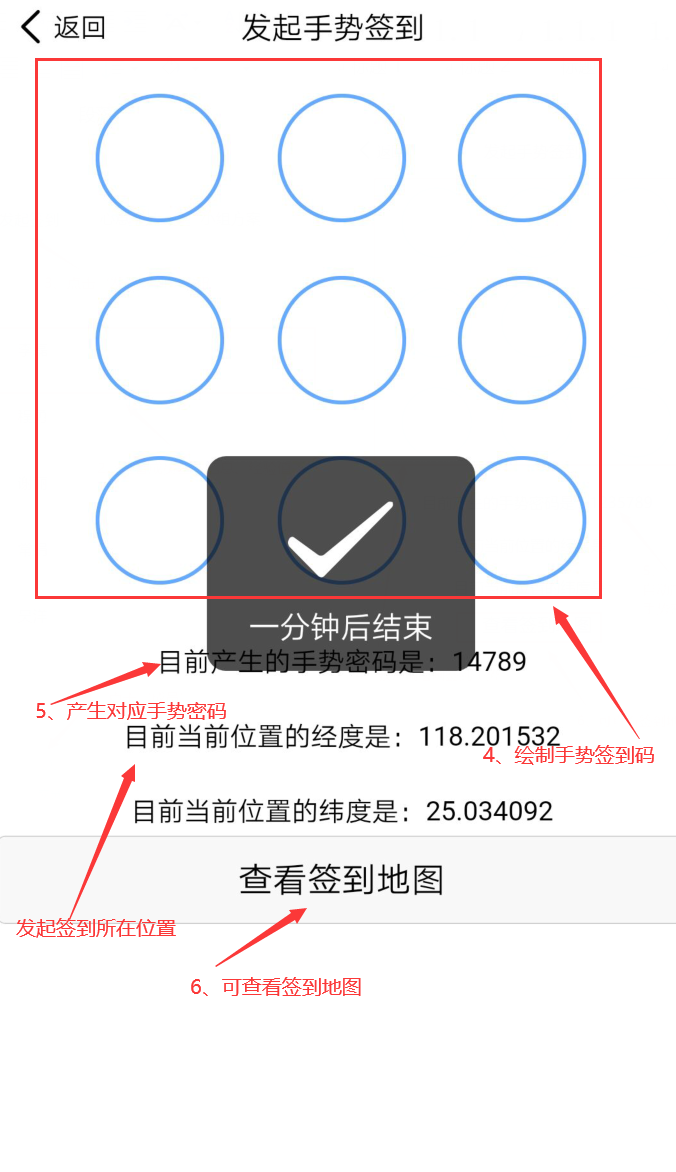 返回
发起手势签到
一分钟后结束
目前产生的手势密码是：14789
5、产生对应手势密码
目前当前位置的经度是：118.201532
4、绘制手势签到码
目前当前位置的纬度是：25.034092
查看签到地图
发起签到所在位置
6、可查看签到地图